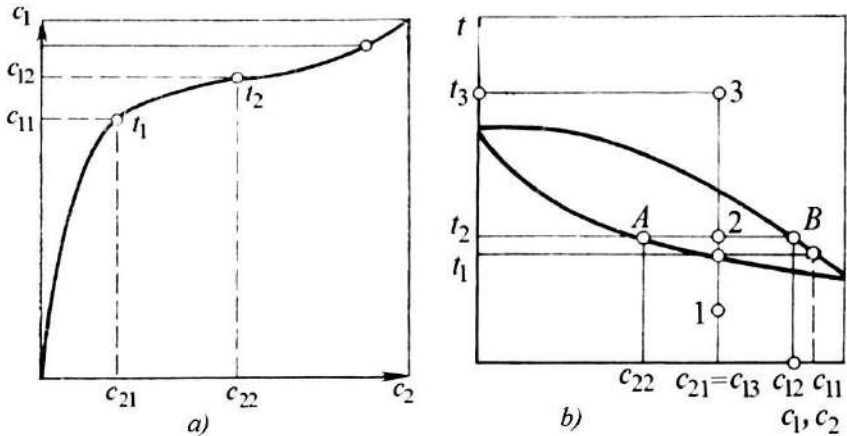 c₁
c₁₂
c₁₁
t₁
t₂
c₂₁
c₂₂
c₂
a)
t
t₃
3
t₂
A
2
B
t₁
1
c₂₂
c₂₁=c₁₃
c₁₂
c₁₁
c₁, c₂
b)